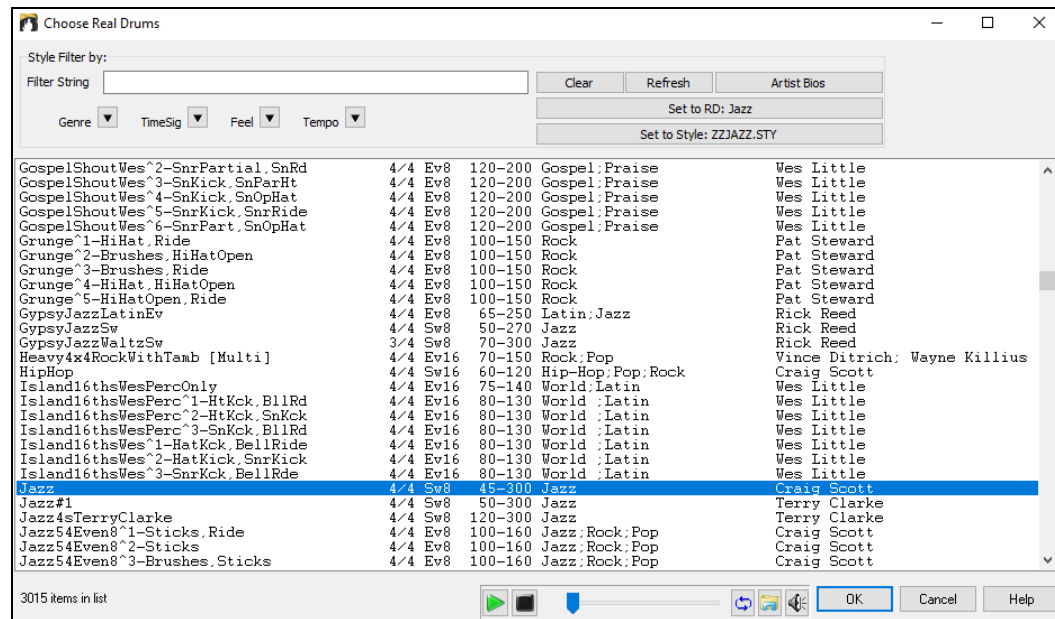 Choose Real Drums
Style Filter by:
Filter String
Clear Refresh Artist Bios
Set to RD: Jazz
Genre TimeSig Feel Tempo
Set to Style: ZZJAZZ.STY
GospelShoutWes^2-SnrPartial,SnRd 4/4 Ev8 120-200 Gospel;Praise Wes Little
GospelShoutWes^3-SnKick,SnParHt 4/4 Ev8 120-200 Gospel;Praise Wes Little
GospelShoutWes^4-SnKick,SnOpHat 4/4 Ev8 120-200 Gospel;Praise Wes Little
GospelShoutWes^5-SnrKick,SnrRide 4/4 Ev8 120-200 Gospel;Praise Wes Little
GospelShoutWes^6-SnrPart,SnOpHat 4/4 Ev8 120-200 Gospel;Praise Wes Little
Grunge^1-HiHat,Ride 4/4 Ev8 100-150 Rock Pat Steward
Grunge^2-Brushes,HiHatOpen 4/4 Ev8 100-150 Rock Pat Steward
Grunge^3-Brushes,Ride 4/4 Ev8 100-150 Rock Pat Steward
Grunge^4-HiHat,HiHatOpen 4/4 Ev8 100-150 Rock Pat Steward
Grunge^5-HiHatOpen,Ride 4/4 Ev8 100-150 Rock Pat Steward
GypsyJazzLatinEv 4/4 Ev8 65-250 Latin;Jazz Rick Reed
GypsyJazzSw 4/4 Sw8 50-270 Jazz Rick Reed
GypsyJazzWaltzSw 3/4 Sw8 70-300 Jazz Rick Reed
Heavy4x4RockWithTamb [Multi] 4/4 Ev16 70-150 Rock;Pop Vince Ditrich; Wayne Killius
HipHop 4/4 Sw16 60-120 Hip-Hop;Pop;Rock Craig Scott
Island16thsWesPercOnly 4/4 Ev16 75-140 World;Latin Wes Little
Island16thsWesPerc^1-HtKck,BllRd 4/4 Ev16 80-130 World ;Latin Wes Little
Island16thsWesPerc^2-HtKck,SnKck 4/4 Ev16 80-130 World ;Latin Wes Little
Island16thsWesPerc^3-SnKck,BllRd 4/4 Ev16 80-130 World ;Latin Wes Little
Island16thsWes^1-HatKck,BellRide 4/4 Ev16 80-130 World ;Latin Wes Little
Island16thsWes^2-HatKick,SnrKick 4/4 Ev16 80-130 World ;Latin Wes Little
Island16thsWes^3-SnrKck,BellRde 4/4 Ev16 80-130 World ;Latin Wes Little
Jazz 4/4 Sw8 45-300 Jazz Craig Scott
Jazz#1 4/4 Sw8 50-300 Jazz Terry Clarke
Jazz4sTerryClarke 4/4 Sw8 120-300 Jazz Terry Clarke
Jazz54Even8^1-Sticks,Ride 4/4 Ev8 100-160 Jazz;Rock;Pop Craig Scott
Jazz54Even8^2-Sticks 4/4 Ev8 100-160 Jazz;Rock;Pop Craig Scott
Jazz54Even8^3-Brushes,Sticks 4/4 Ev8 100-160 Jazz;Rock;Pop Craig Scott
3015 items in list OK Cancel Help